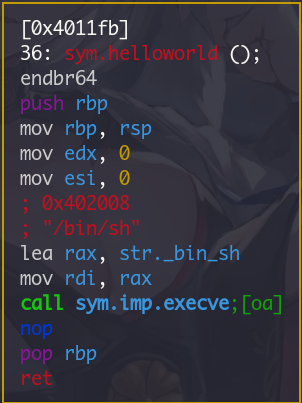 [0x4011fb]
36: sym.helloworld ();
endbr64
push rbp
mov rbp, rsp
mov edx, 0
mov esi, 0
; 0x402008
; "/bin/sh"
lea rax, str._bin_sh
mov rdi, rax
call sym.imp.execve;[oa]
nop
pop rbp
ret